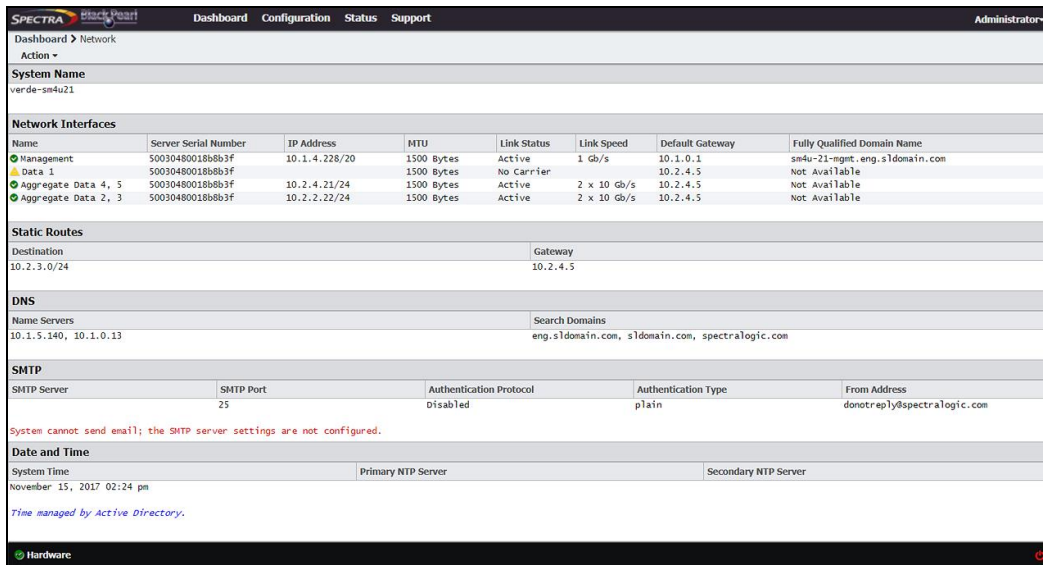 SPECTRA BlackPearl Dashboard Configuration Status Support Administrator
Dashboard > Network
Action
System Name
verde-sm4u21
Network Interfaces
Name Server Serial Number IP Address MTU Link Status Link Speed Default Gateway Fully Qualified Domain Name
Management 50030480018b8b3f 10.1.4.228/20 1500 Bytes Active 1 Gb/s 10.1.0.1 sm4u-21-mgmt.eng.sldomain.com
Data 1 50030480018b8b3f 1500 Bytes No Carrier 10.2.4.5 Not Available
Aggregate Data 4, 5 50030480018b8b3f 10.2.4.21/24 1500 Bytes Active 2 x 10 Gb/s 10.2.4.5 Not Available
Aggregate Data 2, 3 50030480018b8b3f 10.2.2.22/24 1500 Bytes Active 2 x 10 Gb/s 10.2.4.5 Not Available
Static Routes
Destination Gateway
10.2.3.0/24 10.2.4.5
DNS
Name Servers Search Domains
10.1.5.140, 10.1.0.13 eng.sldomain.com, sldomain.com, spectralogic.com
SMTP
SMTP Server SMTP Port Authentication Protocol Authentication Type From Address
25 Disabled plain donotreply@spectralogic.com
System cannot send email; the SMTP server settings are not configured.
Date and Time
System Time Primary NTP Server Secondary NTP Server
November 15, 2017 02:24 pm
Time managed by Active Directory.
Hardware